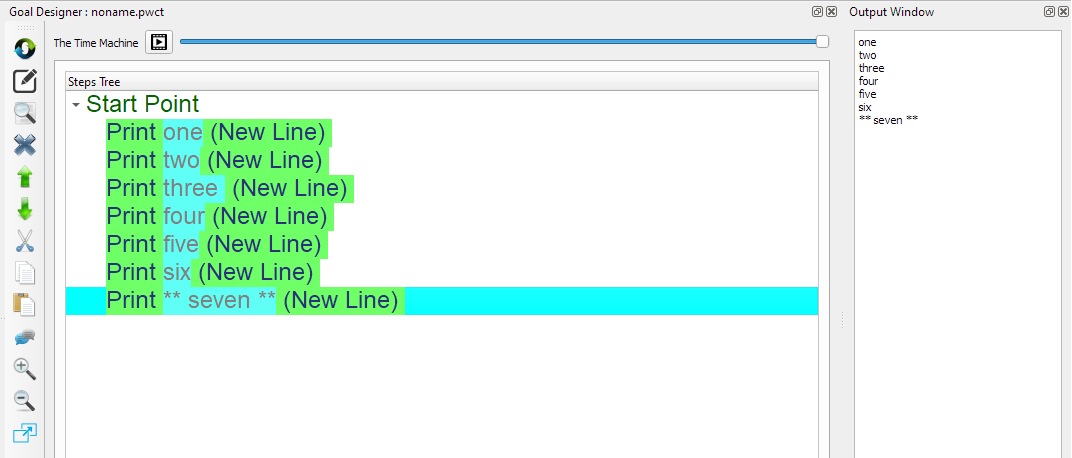 Goal Designer : noname.pwct
The Time Machine
Steps Tree
Start Point
Print one (New Line)
Print two (New Line)
Print three (New Line)
Print four (New Line)
Print five (New Line)
Print six (New Line)
Print ** seven ** (New Line)
Output Window
one
two
three
four
five
six
** seven **